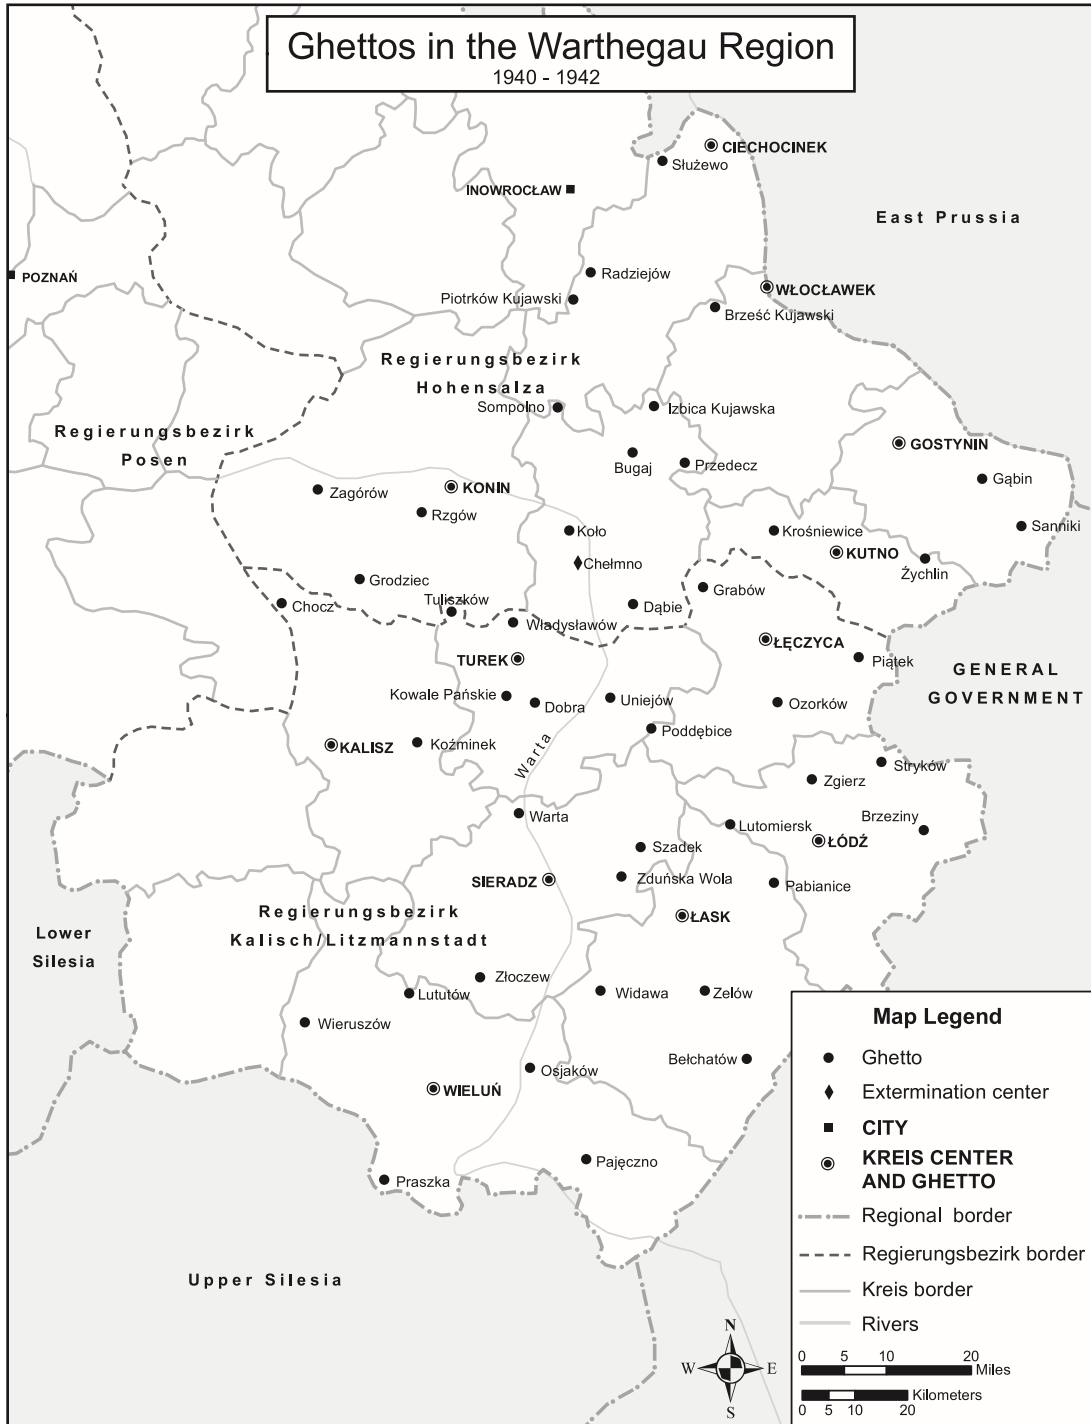 Ghettos in the Warthegau Region
1940 - 1942
CIECHOCINEK
Służewo
INOWROCŁAW
East Prussia
POZNAŃ
Radziejów
WŁOCŁAWEK
Piotrków Kujawski
Brześć Kujawski
Regierungsbezirk
Hohensalza
Sompolno
Izbica Kujawska
Regierungsbezirk
Posen
GOSTYNIN
Bugaj
Przedecz
Gąbin
Zagórów
KONIN
Rzgów
Sanniki
Koło
Krośniewice
KUTNO
Chełmno
Żychlin
Grodziec
Grabów
Tuliszków
Chocz
Dąbie
Władysławów
ŁĘCZYCA
TUREK
Piątek
GENERAL
GOVERNMENT
Kowale Pańskie
Dobra
Uniejów
Ozorków
Poddębice
KALISZ
Koźminek
Warta
Stryków
Zgierz
Warta
Lutomiersk
Brzeziny
ŁÓDŹ
Szadek
SIERADZ
Zduńska Wola
Pabianice
Regierungsbezirk
Kalisch/Litzmannstadt
ŁASK
Lower
Silesia
Złoczew
Lututów
Widawa
Zelów
Wieruszów
Bełchatów
Osjaków
WIELUŃ
Pajęczno
Praszka
Upper Silesia
Map Legend
Ghetto
Extermination center
CITY
KREIS CENTER
AND GHETTO
Regional border
Regierungsbezirk border
Kreis border
Rivers
0 5 10 20
Miles
Kilometers
0 5 10 20
N
W E
S